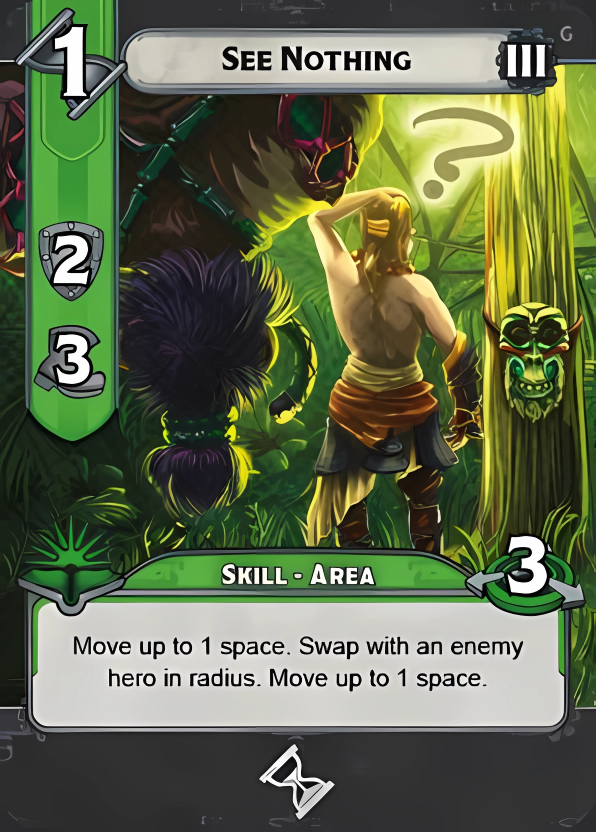 1
See Nothing
III
G
2
3
?
Skill - Area
3
Move up to 1 space. Swap with an enemy
hero in radius. Move up to 1 space.